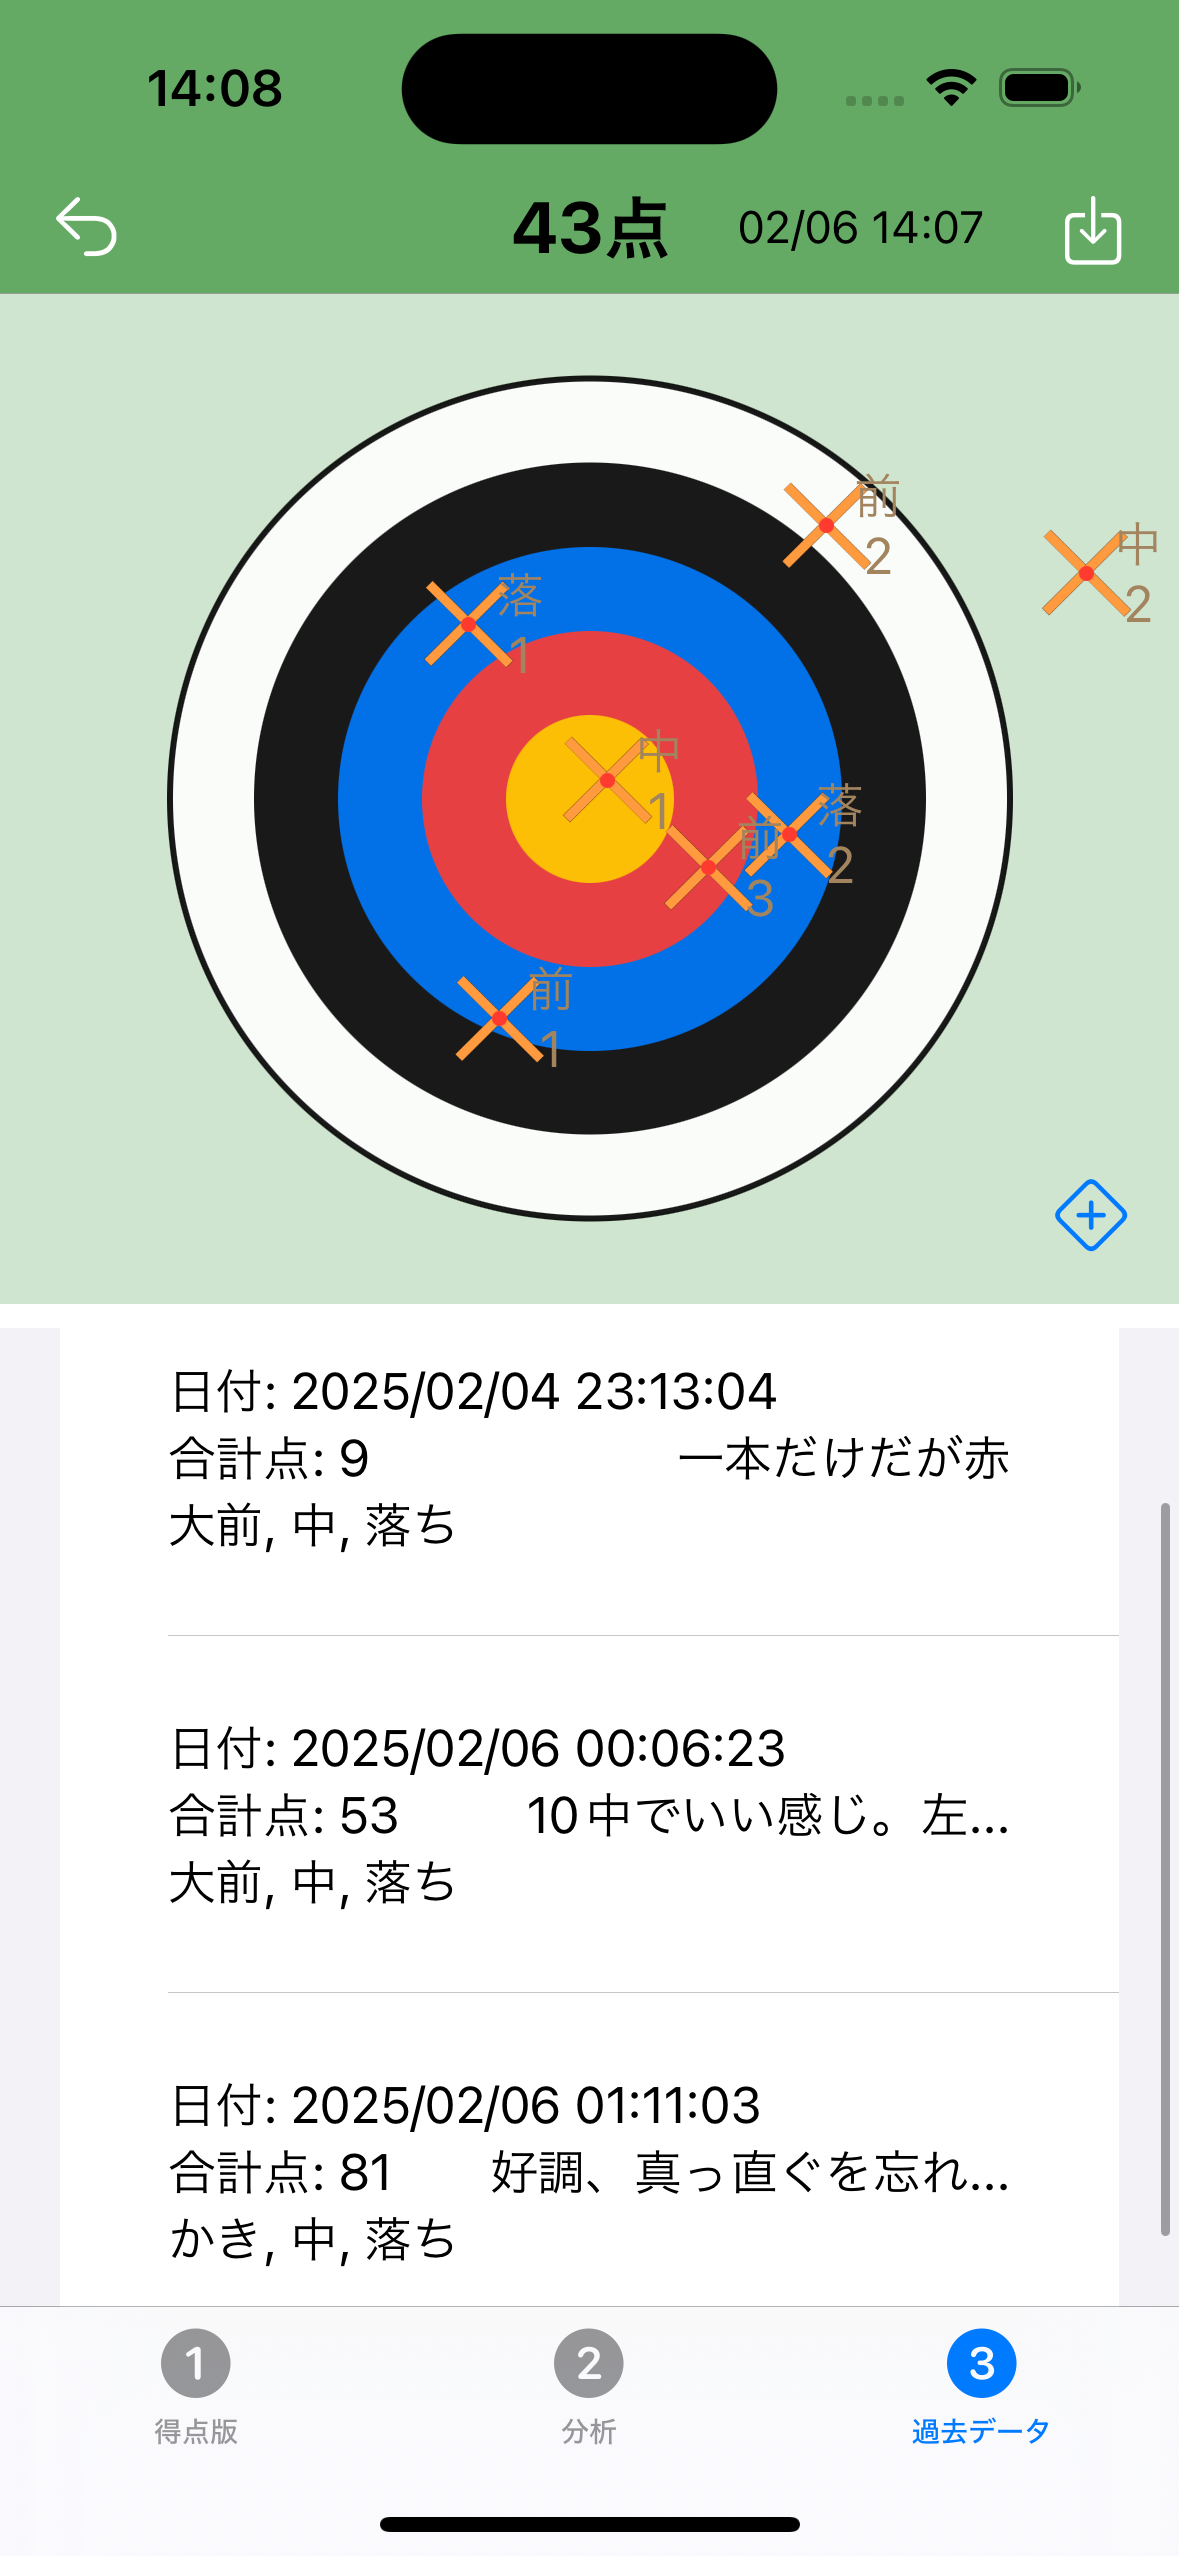 14:08
43点 02/06 14:07
前
2
中
2
落
1
中
1
落
2
前
3
前
1
日付: 2025/02/04 23:13:04
合計点: 9 一本だけだが赤
大前, 中, 落ち
日付: 2025/02/06 00:06:23
合計点: 53 10中でいい感じ。左...
大前, 中, 落ち
日付: 2025/02/06 01:11:03
合計点: 81 好調、真っ直ぐを忘れ...
かき, 中, 落ち
1 2 3
得点版 分析 過去データ